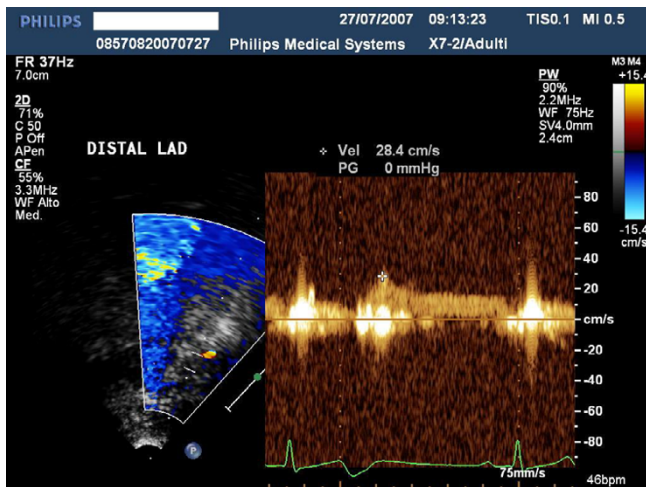 PHILIPS 27/07/2007 09:13:23 TIS0.1 MI 0.5
08570820070727 Philips Medical Systems X7-2/Adulti
FR 37Hz
7.0cm
2D
71%
C 50
P Off
APen
CF
55%
3.3MHz
WF Alto
Med.
DISTAL LAD
Vel 28.4 cm/s
PG 0 mmHg
PW
90%
2.2MHz
WF 75Hz
SV4.0mm
2.4cm
M3 M4
+15.4
-15.4
cm/s
80
60
40
20
cm/s
-20
-40
-60
-80
P
75mm/s
46bpm